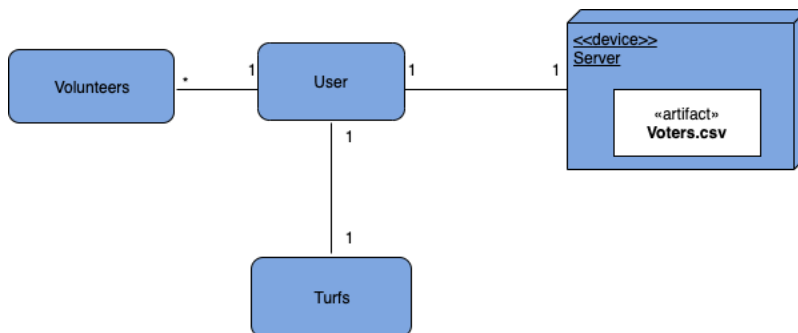 <<device>>
Server
Volunteers
*
1
User
1
1
«artifact»
Voters.csv
1
1
Turfs